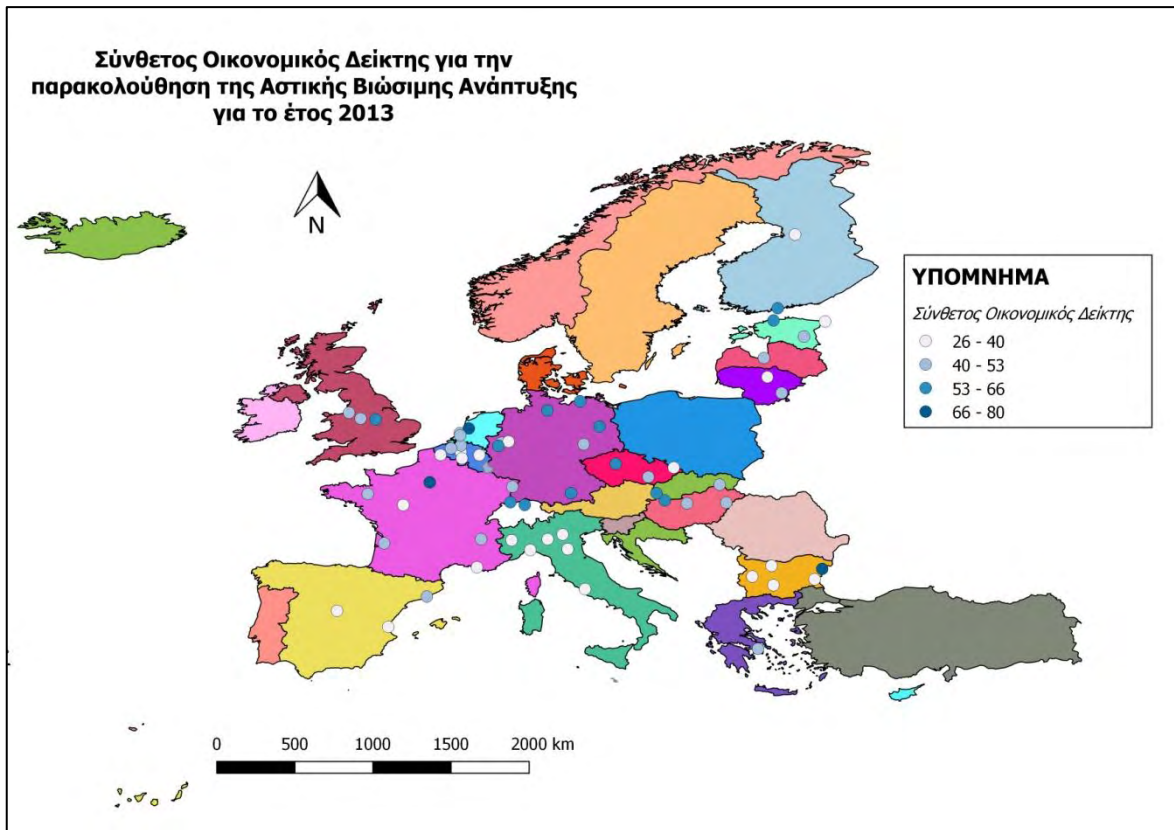 Σύνθετος Οικονομικός Δείκτης για την
παρακολούθηση της Αστικής Βιώσιμης Ανάπτυξης
για το έτος 2013
N
ΥΠΟΜΝΗΜΑ
Σύνθετος Οικονομικός Δείκτης
26 - 40
40 - 53
53 - 66
66 - 80
0 500 1000 1500 2000 km